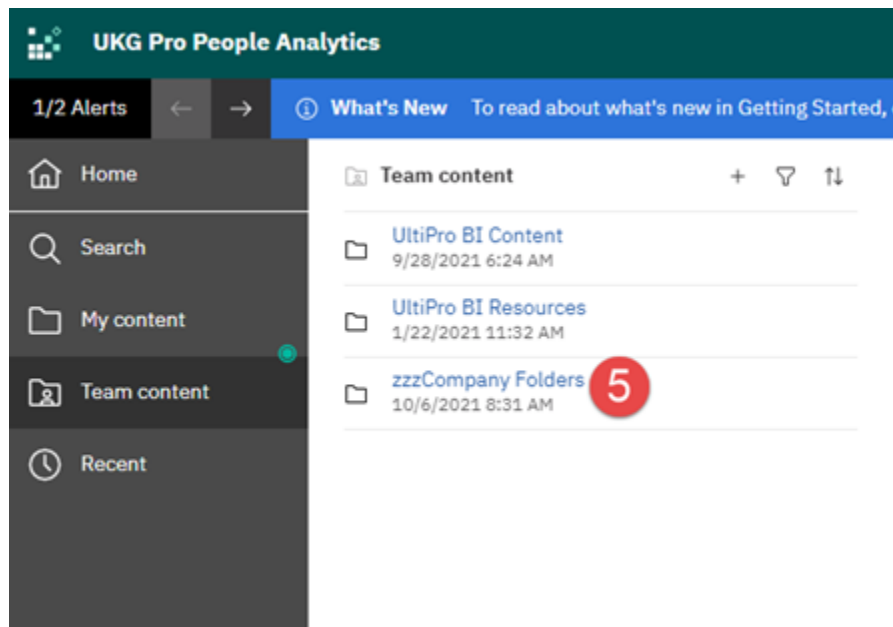 UKG Pro People Analytics
1/2 Alerts ← → What's New To read about what's new in Getting Started,
Home
Search
My content
Team content
Recent
Team content
UltiPro BI Content
9/28/2021 6:24 AM
UltiPro BI Resources
1/22/2021 11:32 AM
zzzCompany Folders 5
10/6/2021 8:31 AM